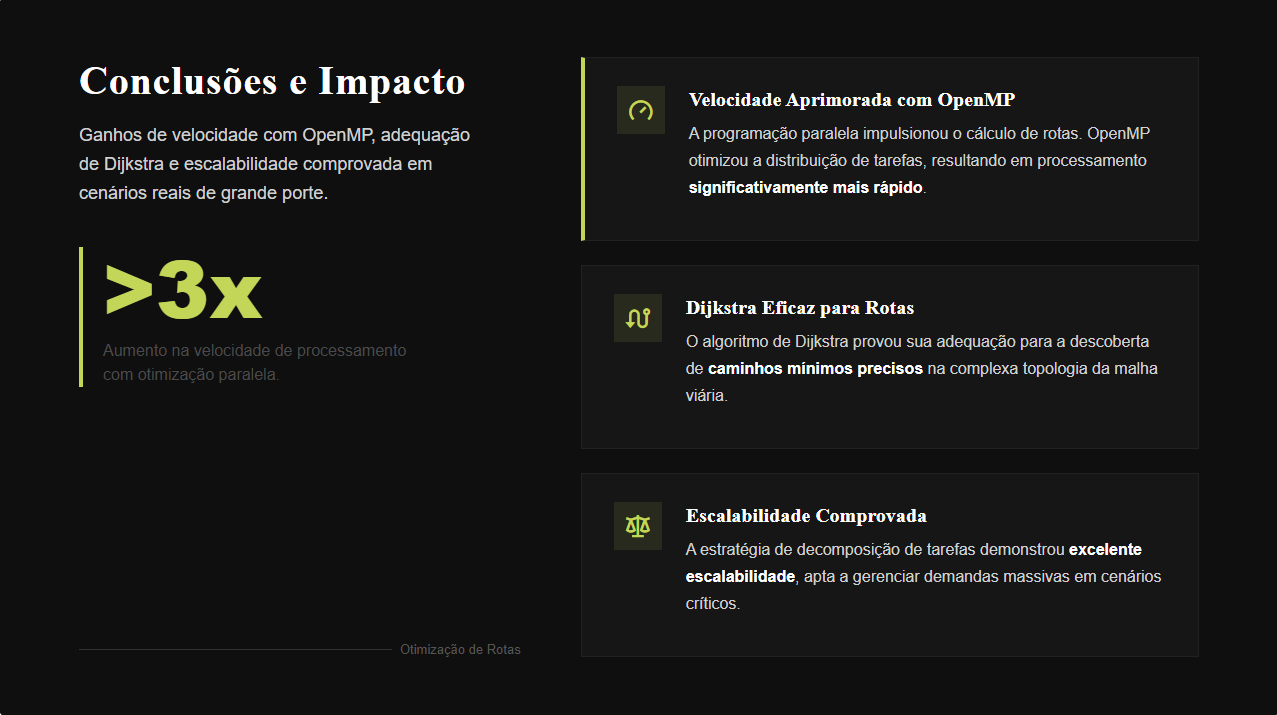 Conclusões e Impacto
Ganhos de velocidade com OpenMP, adequação
de Dijkstra e escalabilidade comprovada em
cenários reais de grande porte.
>3x
Aumento na velocidade de processamento
com otimização paralela.
Otimização de Rotas
Velocidade Aprimorada com OpenMP
A programação paralela impulsionou o cálculo de rotas. OpenMP
otimizou a distribuição de tarefas, resultando em processamento
significativamente mais rápido.
Dijkstra Eficaz para Rotas
O algoritmo de Dijkstra provou sua adequação para a descoberta
de caminhos mínimos precisos na complexa topologia da malha
viária.
Escalabilidade Comprovada
A estratégia de decomposição de tarefas demonstrou excelente
escalabilidade, apta a gerenciar demandas massivas em cenários
críticos.